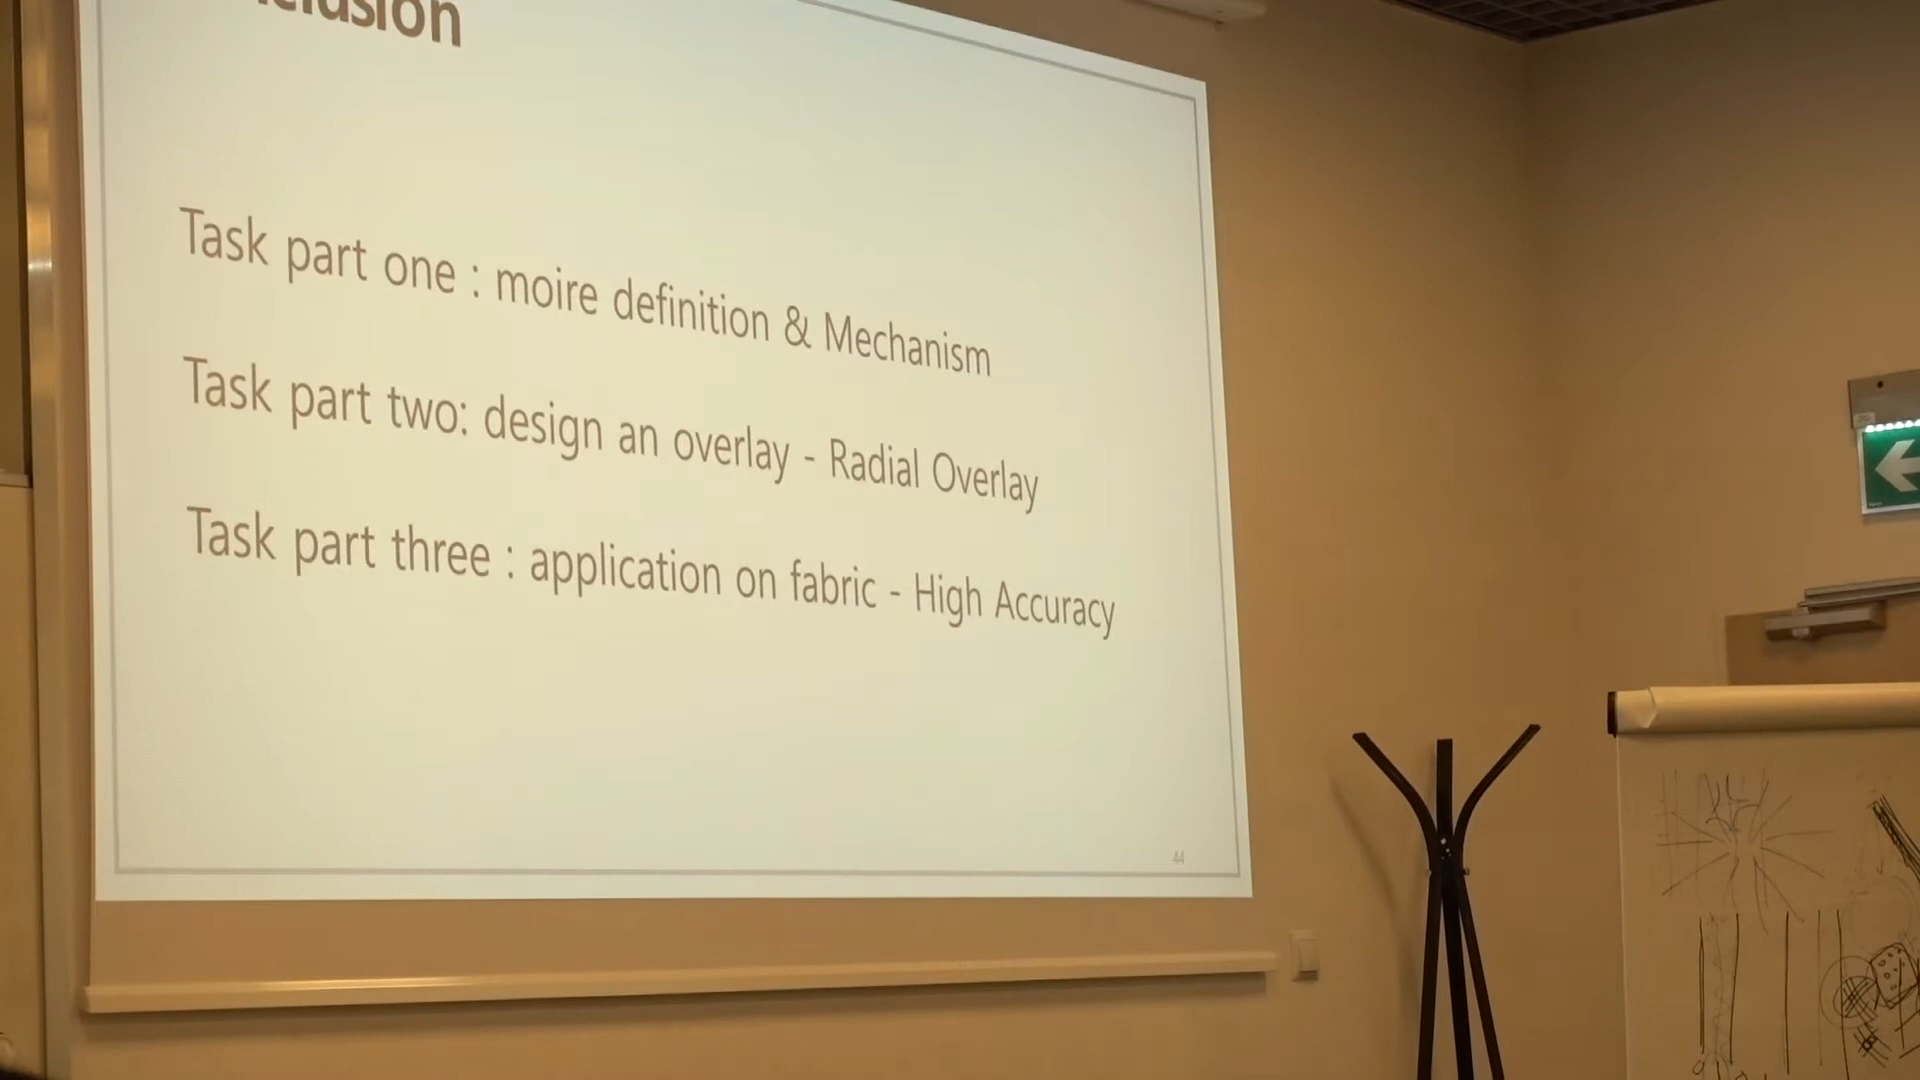 Task part one : moire definition & Mechanism
Task part two: design an overlay - Radial Overlay
Task part three : application on fabric - High Accuracy
44